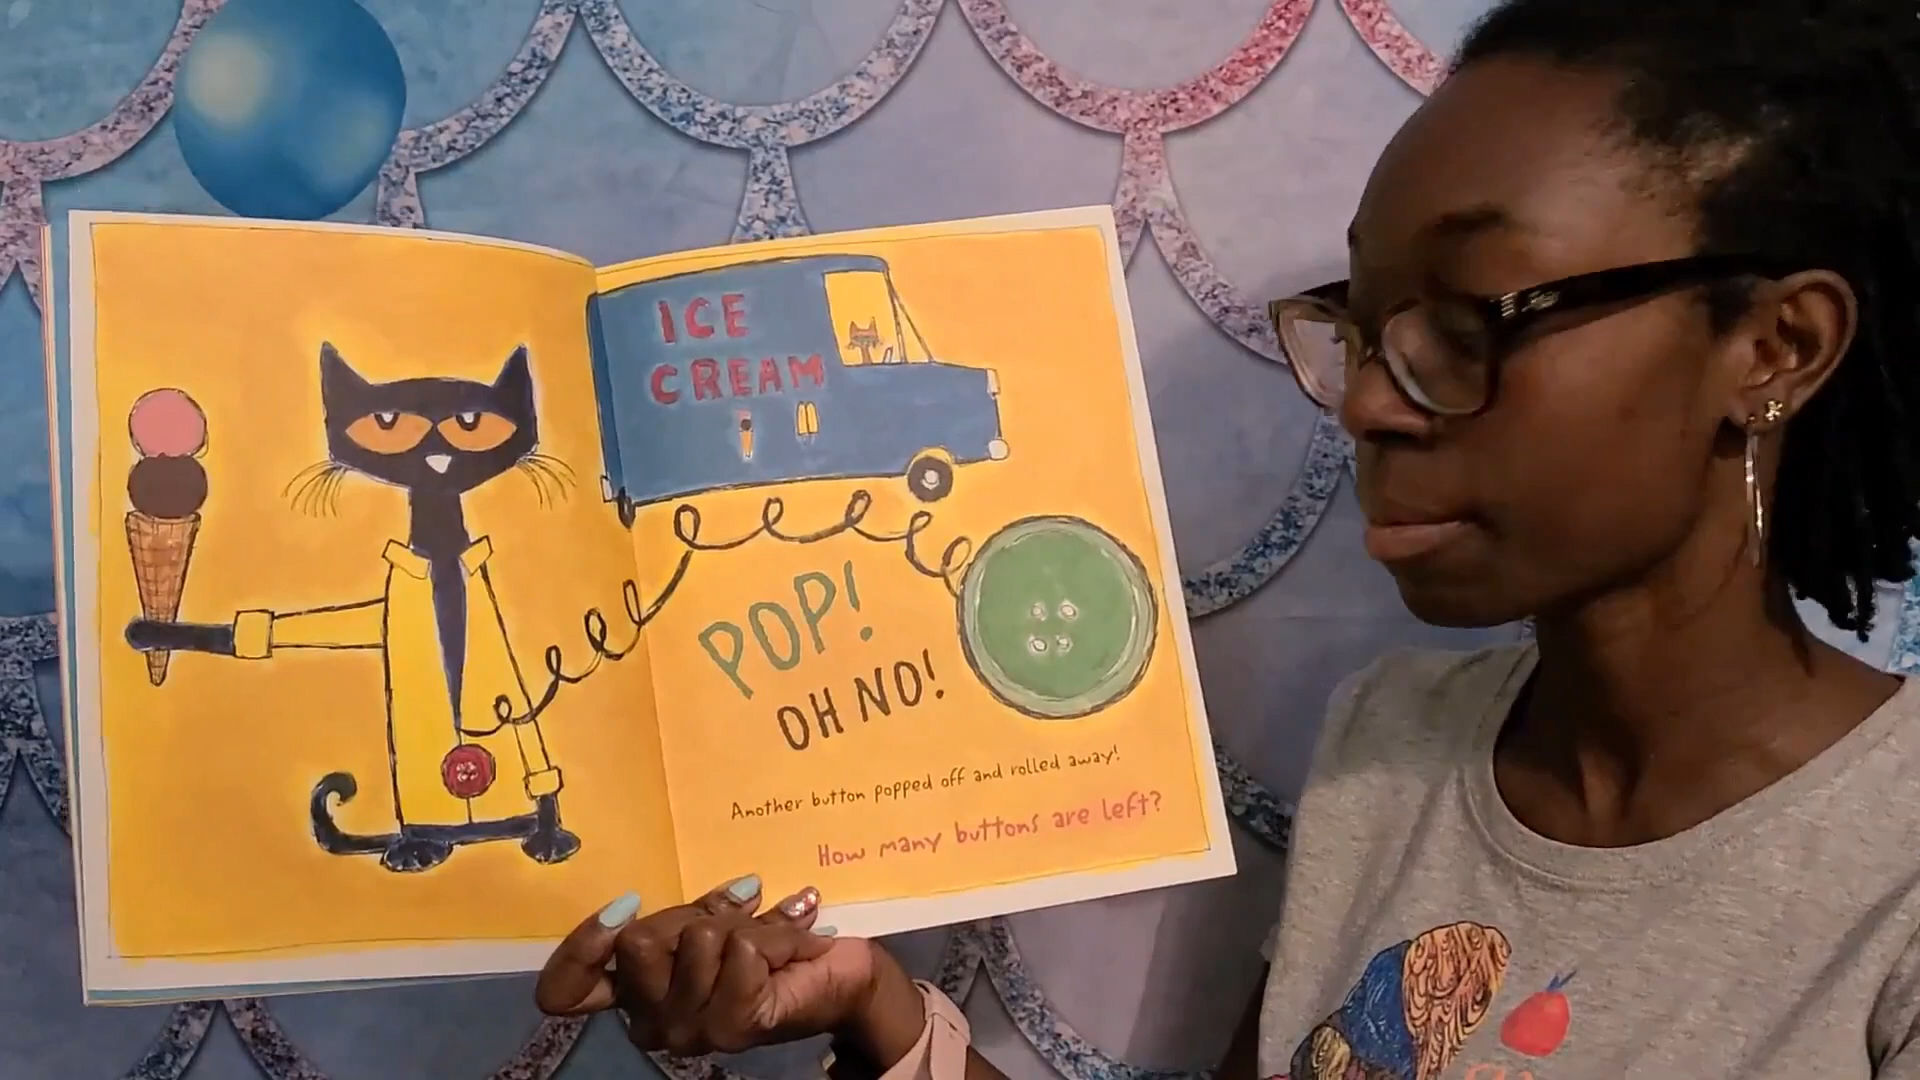 ICE
CREAM
POP!
OH NO!
Another button popped off and rolled away!
How many buttons are left?